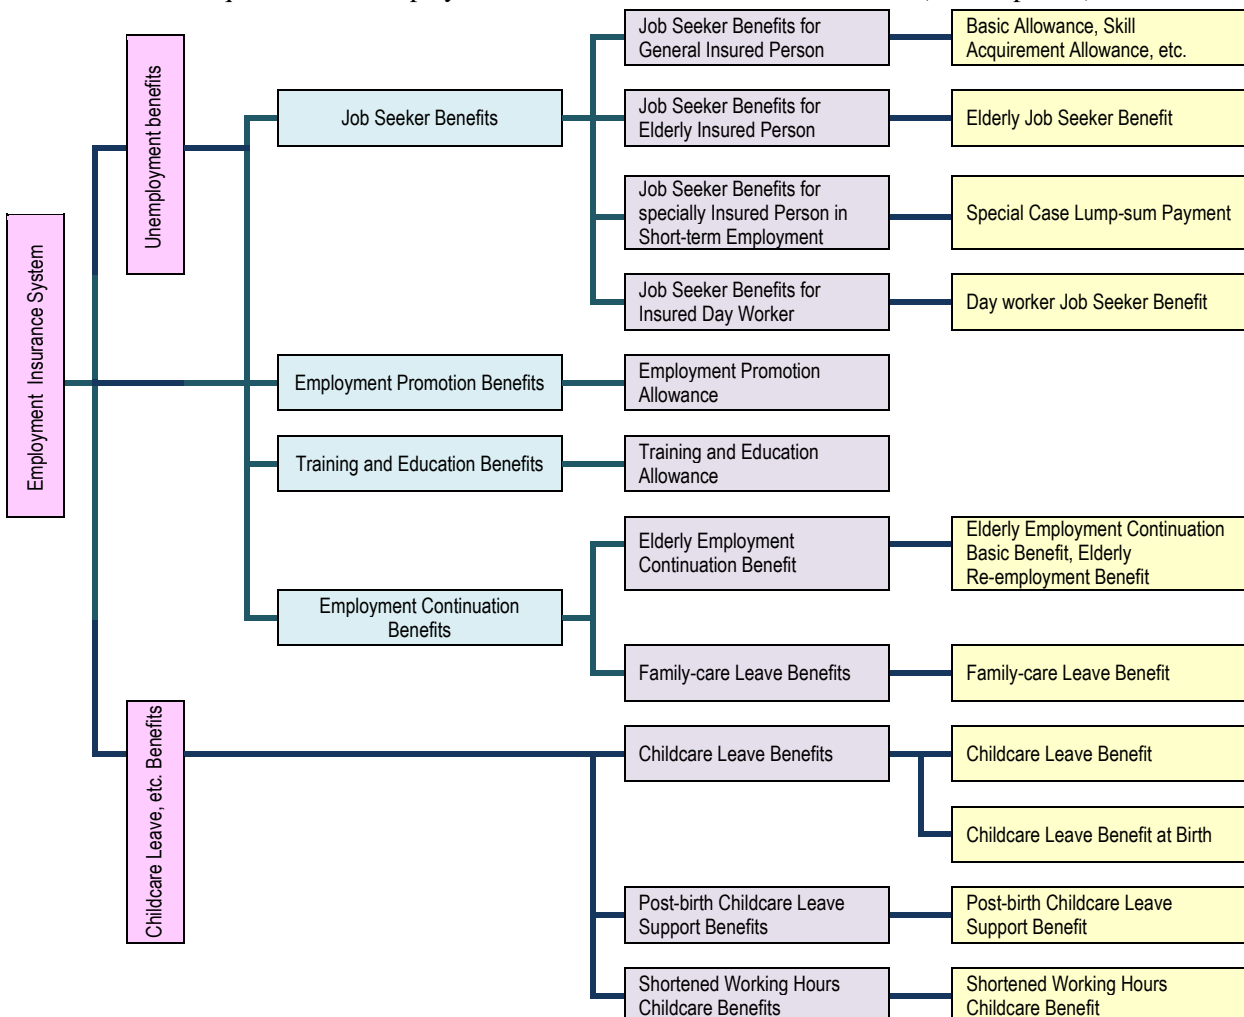 Job Seeker Benefits for
General Insured Person
Basic Allowance, Skill
Acquirement Allowance, etc.
Unemployment benefits
Job Seeker Benefits
Job Seeker Benefits for
Elderly Insured Person
Elderly Job Seeker Benefit
Job Seeker Benefits for
specially Insured Person in
Short-term Employment
Special Case Lump-sum Payment
Employment Insurance System
Job Seeker Benefits for
Insured Day Worker
Day worker Job Seeker Benefit
Employment Promotion Benefits
Employment Promotion
Allowance
Training and Education Benefits
Training and Education
Allowance
Employment Continuation
Benefits
Elderly Employment
Continuation Benefit
Elderly Employment Continuation
Basic Benefit, Elderly
Re-employment Benefit
Family-care Leave Benefits
Family-care Leave Benefit
Childcare Leave, etc. Benefits
Childcare Leave Benefits
Childcare Leave Benefit
Childcare Leave Benefit at Birth
Post-birth Childcare Leave
Support Benefits
Post-birth Childcare Leave
Support Benefit
Shortened Working Hours
Childcare Benefits
Shortened Working Hours
Childcare Benefit